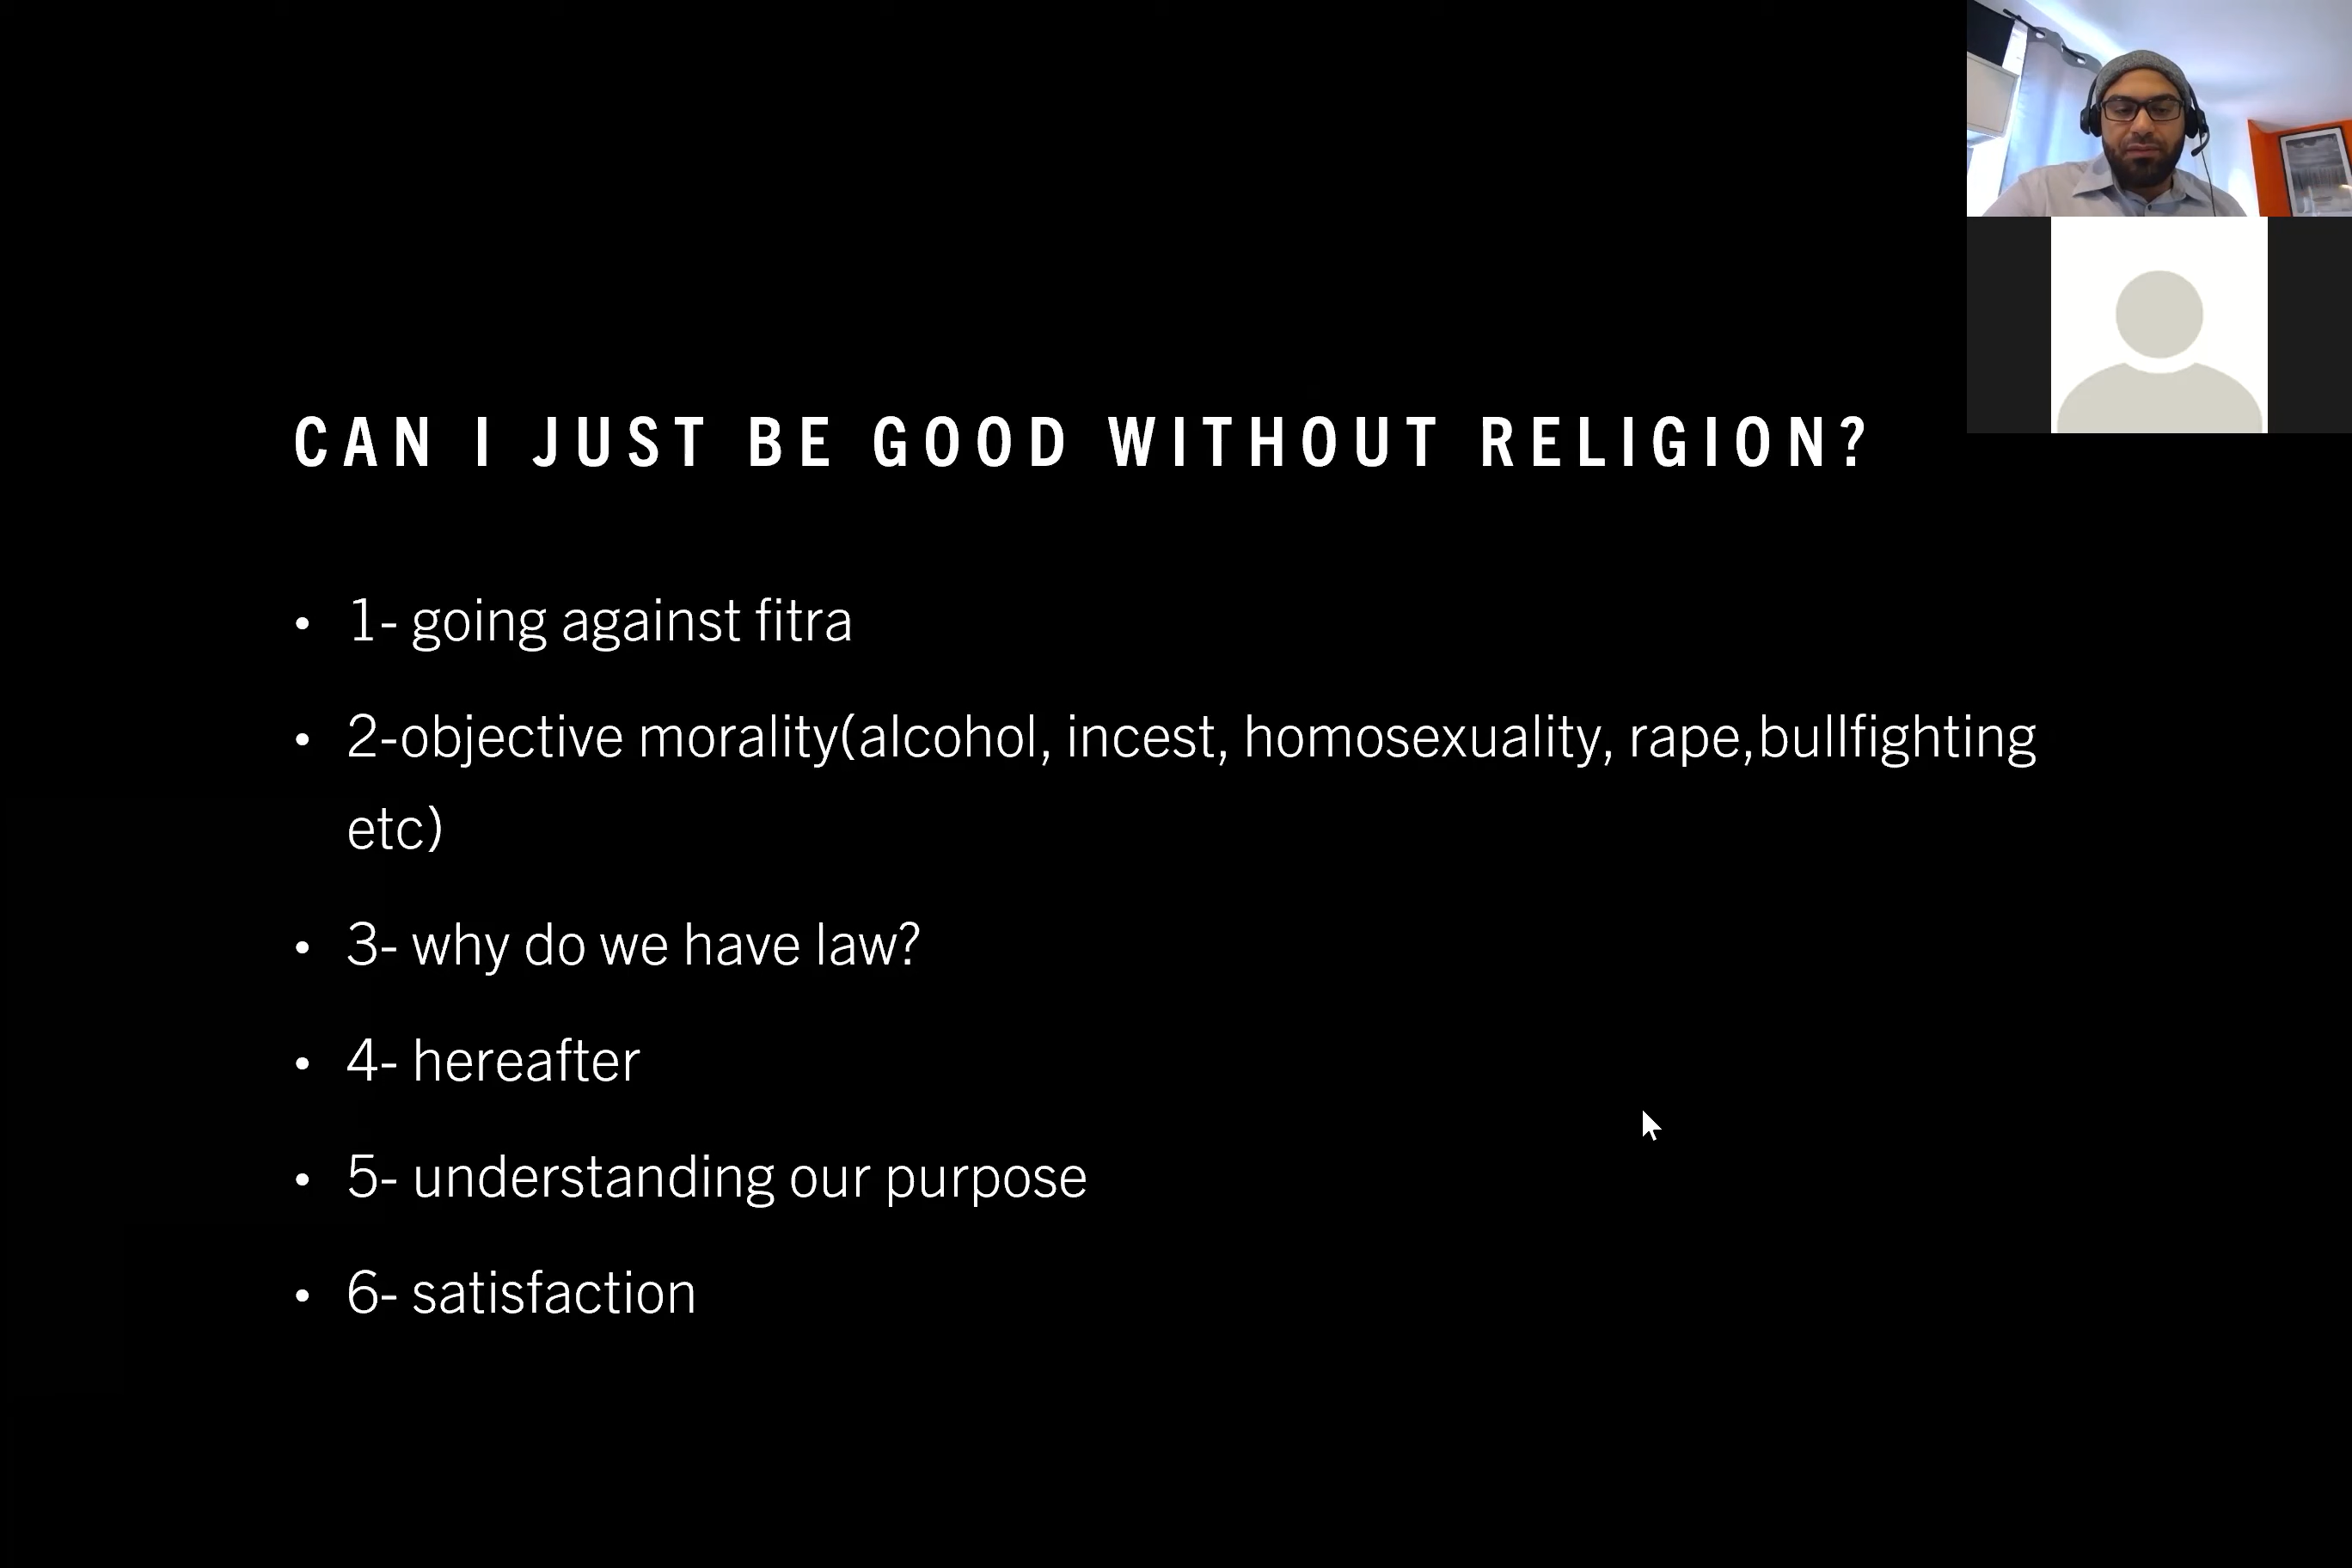 CAN I JUST BE GOOD WITHOUT RELIGION?
• 1- going against fitra
• 2-objective morality(alcohol, incest, homosexuality, rape,bullfighting
etc)
• 3- why do we have law?
• 4- hereafter
• 5- understanding our purpose
• 6- satisfaction